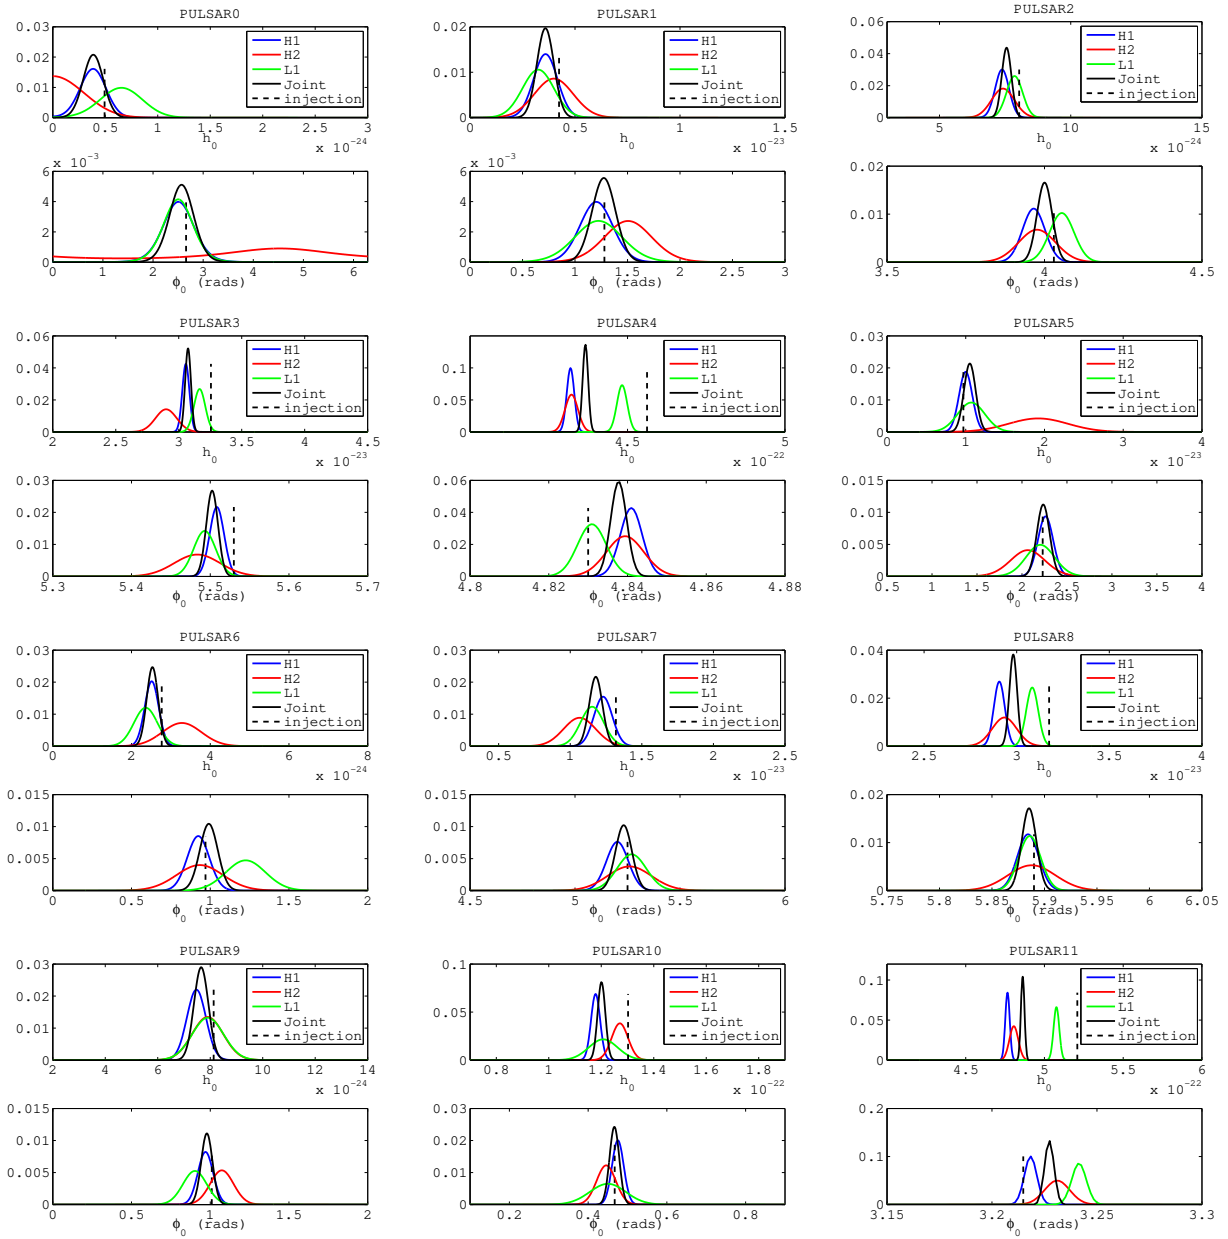 PULSAR0
0.03
0.02
0.01
0
H1
H2
L1
Joint
injection
0 0.5 1 1.5 2 2.5 3
h0
x 10-24
x 10-3
6
4
2
0
0 1 2 3 4 5 6
ϕ0 (rads)
PULSAR1
0.02
0.01
0
H1
H2
L1
Joint
injection
0 0.5 1 1.5
h0
x 10-23
x 10-3
6
4
2
0
0 0.5 1 1.5 2 2.5 3
ϕ0 (rads)
PULSAR2
0.06
0.04
0.02
0
H1
H2
L1
Joint
injection
5 10 15
h0
x 10-24
0.02
0.01
0
3.5 4 4.5
ϕ0 (rads)
PULSAR3
0.06
0.04
0.02
0
H1
H2
L1
Joint
injection
2 2.5 3 3.5 4 4.5
h0
x 10-23
0.03
0.02
0.01
0
5.3 5.4 5.5 5.6 5.7
ϕ0 (rads)
PULSAR4
0.1
0.05
0
H1
H2
L1
Joint
injection
4.5 5
h0
x 10-22
0.06
0.04
0.02
0
4.8 4.82 4.84 4.86 4.88
ϕ0 (rads)
PULSAR5
0.03
0.02
0.01
0
H1
H2
L1
Joint
injection
0 1 2 3 4
h0
x 10-23
0.015
0.01
0.005
0
0.5 1 1.5 2 2.5 3 3.5 4
ϕ0 (rads)
PULSAR6
0.03
0.02
0.01
0
H1
H2
L1
Joint
injection
0 2 4 6 8
h0
x 10-24
0.015
0.01
0.005
0
0 0.5 1 1.5 2
ϕ0 (rads)
PULSAR7
0.03
0.02
0.01
0
H1
H2
L1
Joint
injection
0.5 1 1.5 2 2.5
h0
x 10-23
0.015
0.01
0.005
0
4.5 5 5.5 6
ϕ0 (rads)
PULSAR8
0.04
0.02
0
H1
H2
L1
Joint
injection
2.5 3 3.5 4
h0
x 10-23
0.02
0.01
0
5.75 5.8 5.85 5.9 5.95 6 6.05
ϕ0 (rads)
PULSAR9
0.03
0.02
0.01
0
H1
H2
L1
Joint
injection
2 4 6 8 10 12 14
h0
x 10-24
0.015
0.01
0.005
0
0 0.5 1 1.5 2
ϕ0 (rads)
PULSAR10
0.1
0.05
0
H1
H2
L1
Joint
injection
0.8 1 1.2 1.4 1.6 1.8
h0
x 10-22
0.03
0.02
0.01
0
0.2 0.4 0.6 0.8
ϕ0 (rads)
PULSAR11
0.1
0.05
0
H1
H2
L1
Joint
injection
4.5 5 5.5 6
h0
x 10-22
0.2
0.1
0
3.15 3.2 3.25 3.3
ϕ0 (rads)